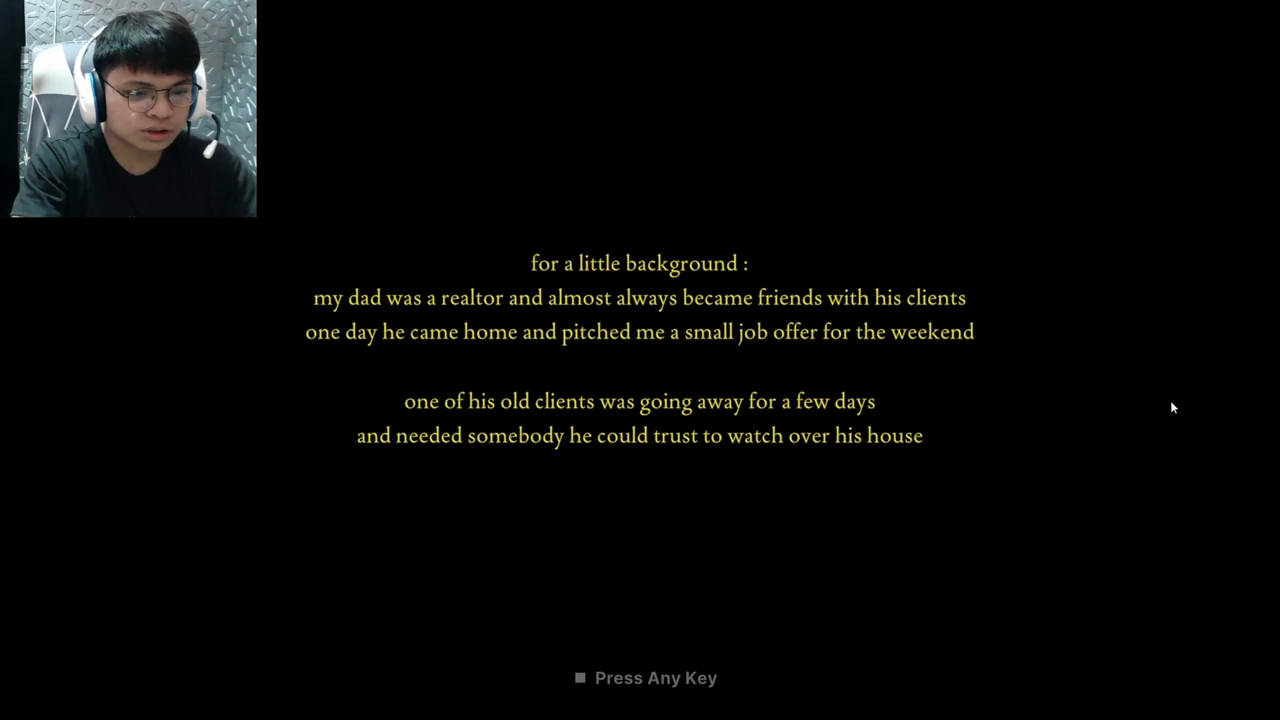 for a little background :
my dad was a realtor and almost always became friends with his clients
one day he came home and pitched me a small job offer for the weekend
one of his old clients was going away for a few days
and needed somebody he could trust to watch over his house
Press Any Key